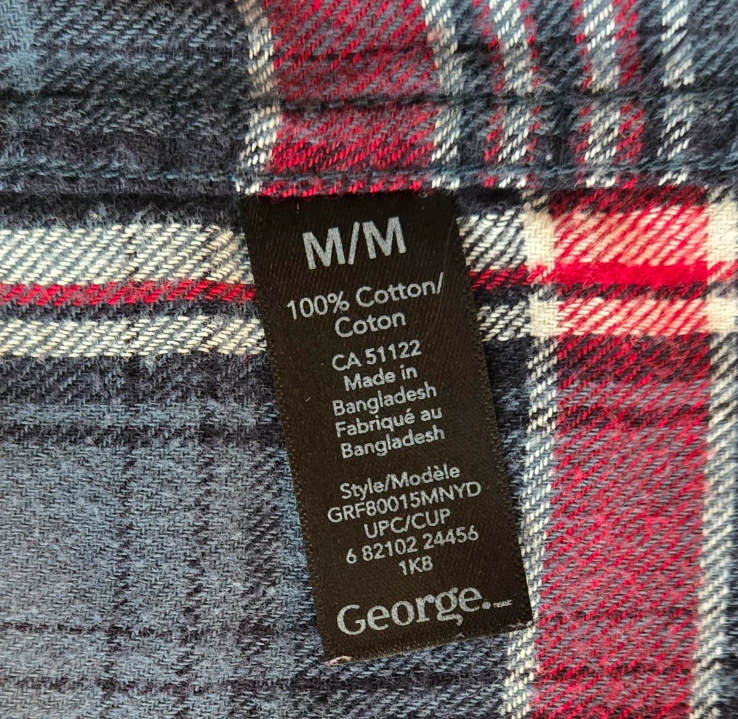 M/M
100% Cotton/
Coton
CA 51122
Made in
Bangladesh
Fabriqué au
Bangladesh
Style/Modèle
GRF80015MNYD
UPC/CUP
6 82102 24456
1K8
George.